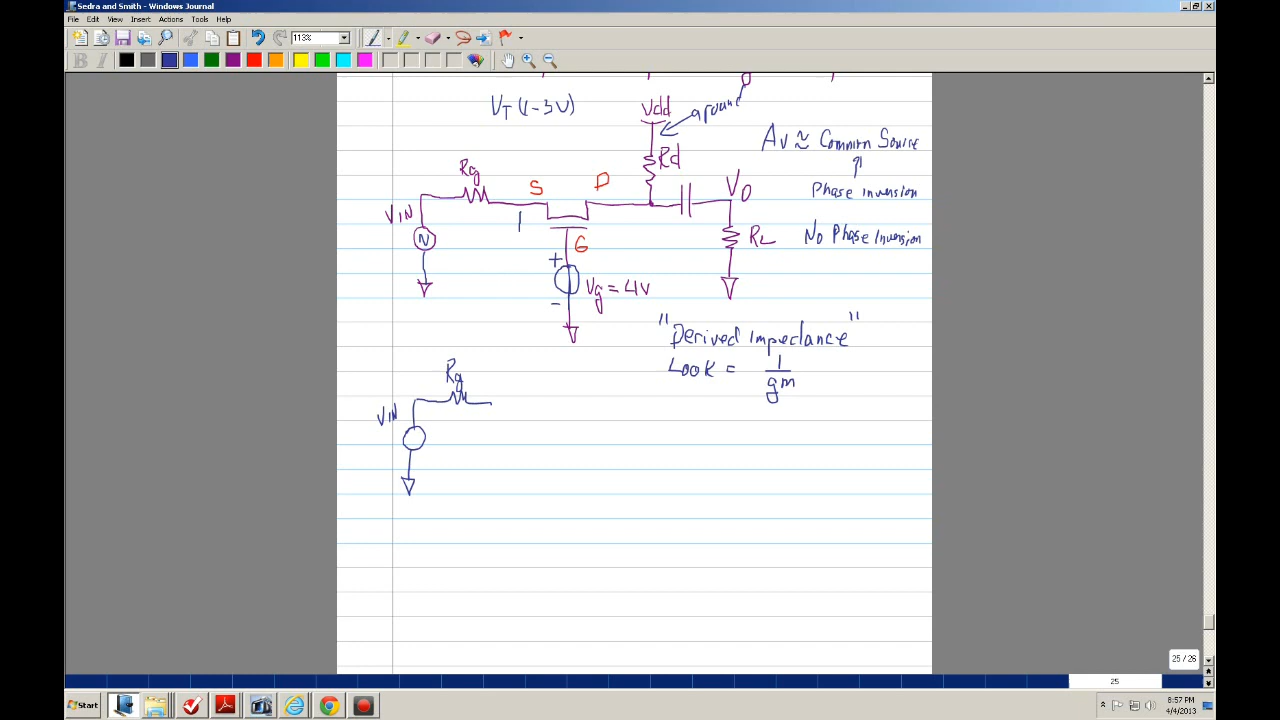 Sedra and Smith - Windows Journal
File Edit View Insert Actions Tools Help
113%
VT (1-3V)
Vdd
ground
Av ≈ Common Source
Phase inversion
No Phase Inversion
Rd
Rg
S
D
VO
VIN
N
G
RL
+
Vg = 4V
-
"Derived impedance"
Look = 1/gm
Rg
VIN
25 / 26
25
Start
8:57 PM
4/4/2013